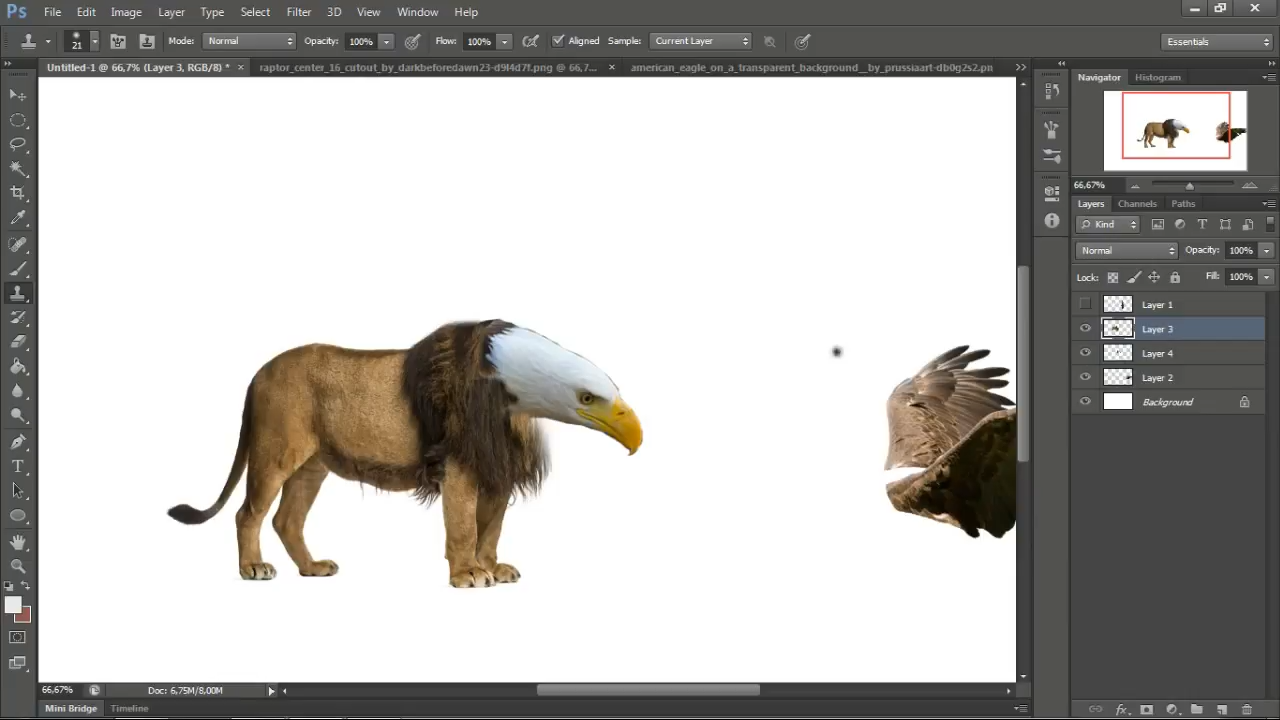 Ps File Edit Image Layer Type Select Filter 3D View Window Help
21 Mode: Normal Opacity: 100% Flow: 100% Aligned Sample: Current Layer Essentials
Untitled-1 @ 66,7% (Layer 3, RGB/8) * × raptor_center_16_cutout_by_darkbeforedawn23-d9l4d7f.png @ 66,7... × american_eagle_on_a_transparent_background__by_prussiaart-db0g2s2.pn
Navigator Histogram
66,67%
Layers Channels Paths
Kind
Normal Opacity: 100%
Lock: Fill: 100%
Layer 1
Layer 3
Layer 4
Layer 2
Background
66,67% Doc: 6,75M/8,00M
Mini Bridge Timeline